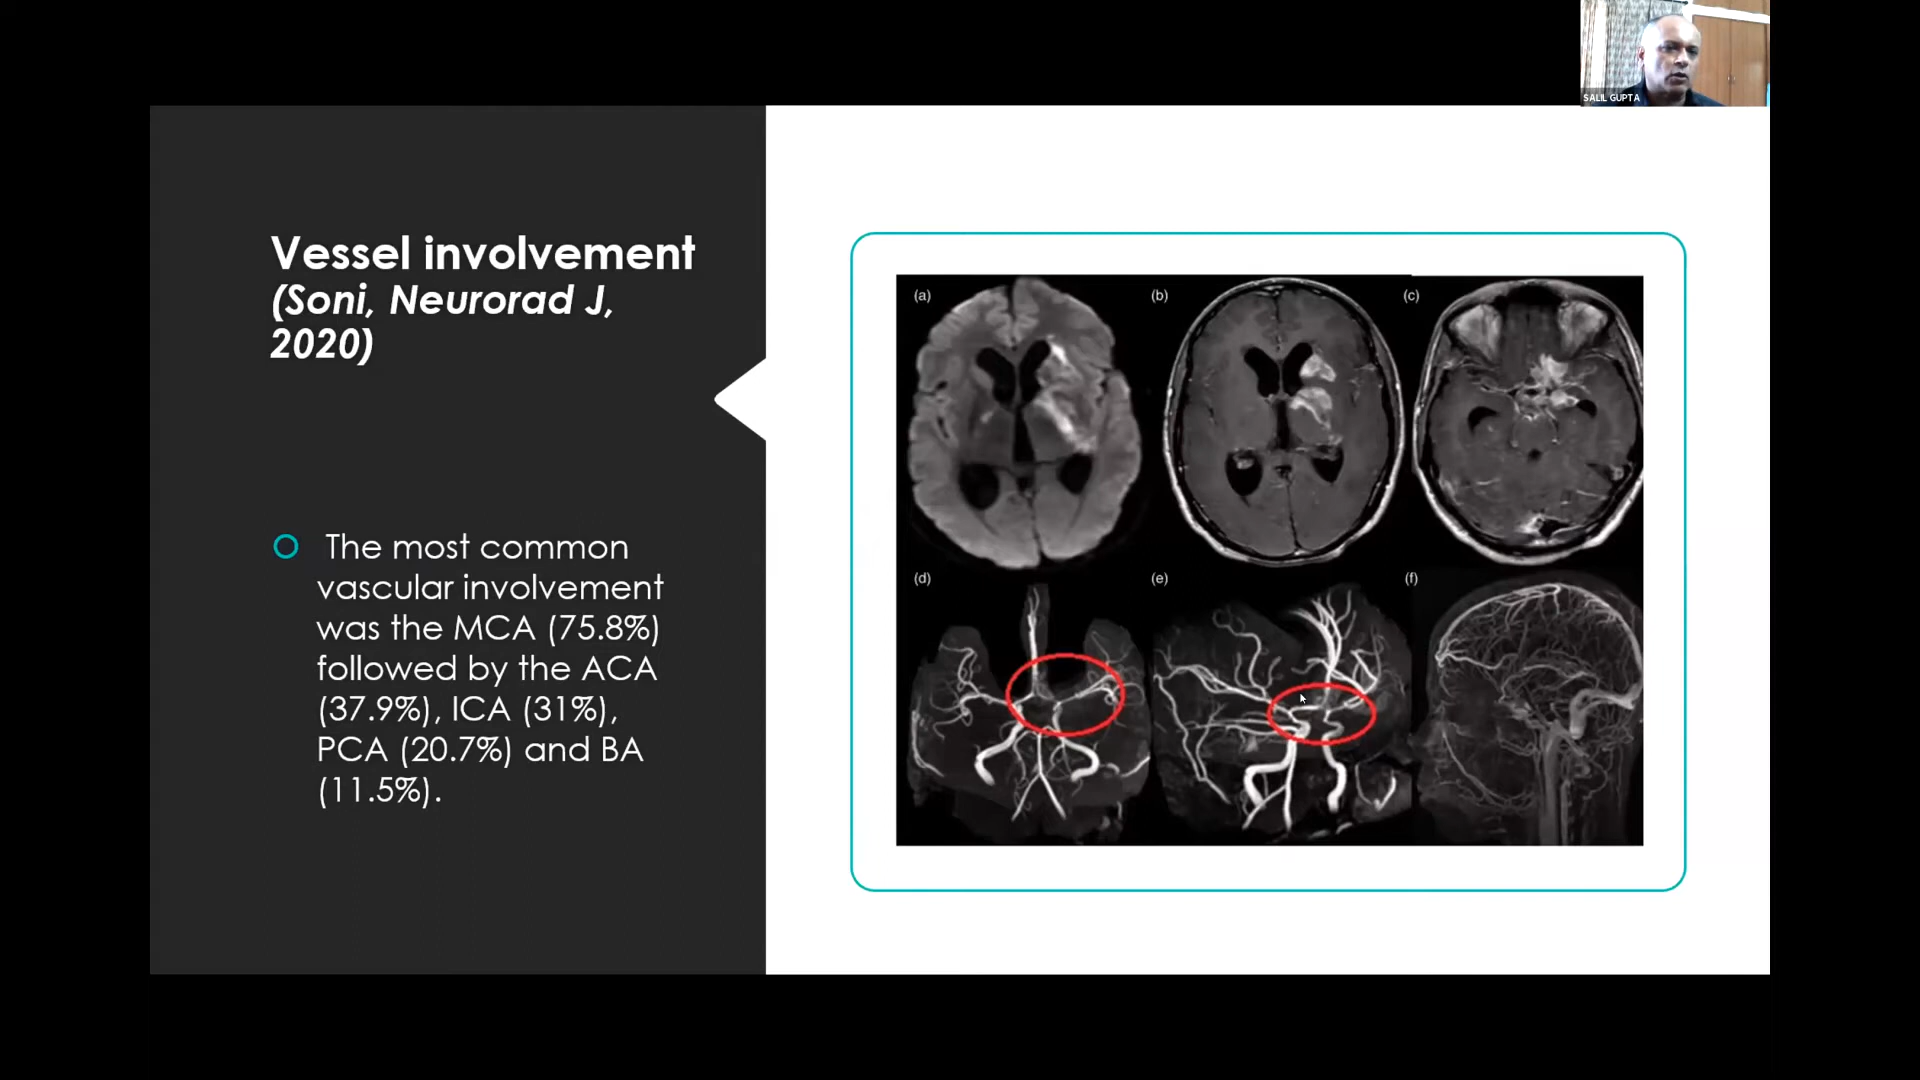 SALIL GUPTA
Vessel involvement
(Soni, Neurorad J,
2020)
The most common
vascular involvement
was the MCA (75.8%)
followed by the ACA
(37.9%), ICA (31%),
PCA (20.7%) and BA
(11.5%).
(a)
(b)
(c)
(d)
(e)
(f)